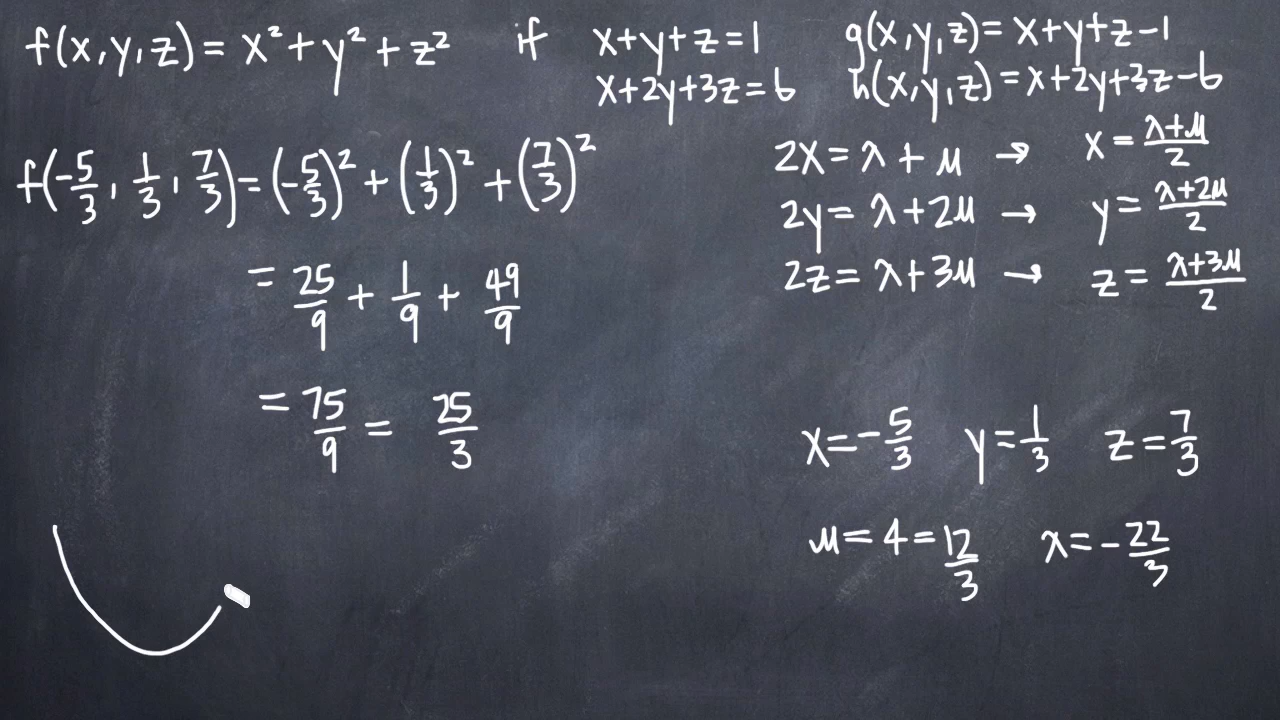 f(x,y,z) = x² + y² + z² if x+y+z=1 g(x,y,z) = x+y+z-1
x+2y+3z=6 h(x,y,z) = x+2y+3z-6
f(-5/3, 1/3, 7/3) = (-5/3)² + (1/3)² + (7/3)²
= 25/9 + 1/9 + 49/9
= 75/9 = 25/3
2x = λ + μ → x = (λ+μ)/2
2y = λ + 2μ → y = (λ+2μ)/2
2z = λ + 3μ → z = (λ+3μ)/2
x = -5/3 y = 1/3 z = 7/3
μ = 4 = 12/3 λ = -22/3